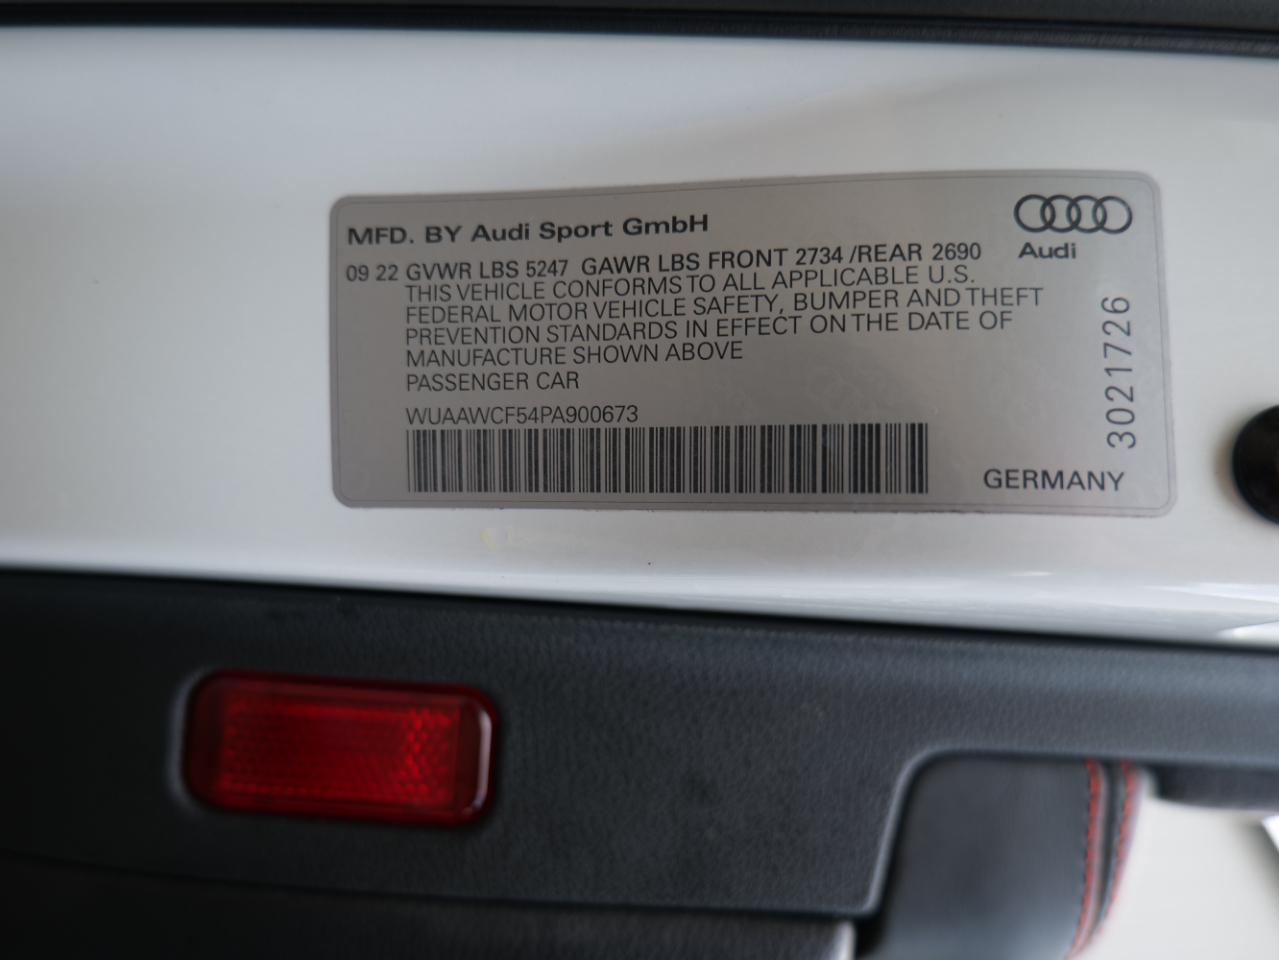 MFD. BY Audi Sport GmbH
Audi
09 22 GVWR LBS 5247 GAWR LBS FRONT 2734 /REAR 2690
THIS VEHICLE CONFORMS TO ALL APPLICABLE U.S.
FEDERAL MOTOR VEHICLE SAFETY, BUMPER AND THEFT
PREVENTION STANDARDS IN EFFECT ON THE DATE OF
MANUFACTURE SHOWN ABOVE
PASSENGER CAR
WUAAWCF54PA900673
3021726
GERMANY